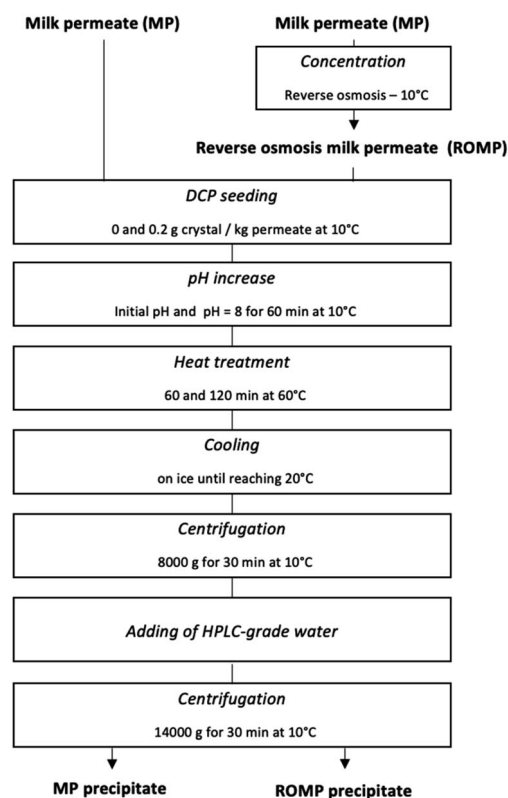 Milk permeate (MP)
Milk permeate (MP)
Concentration
Reverse osmosis – 10°C
Reverse osmosis milk permeate (ROMP)
DCP seeding
0 and 0.2 g crystal / kg permeate at 10°C
pH increase
Initial pH and pH = 8 for 60 min at 10°C
Heat treatment
60 and 120 min at 60°C
Cooling
on ice until reaching 20°C
Centrifugation
8000 g for 30 min at 10°C
Adding of HPLC-grade water
Centrifugation
14000 g for 30 min at 10°C
MP precipitate
ROMP precipitate